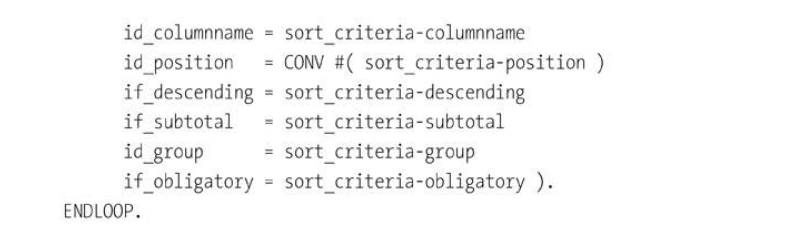 id_columnname = sort_criteria-columnname
id_position   = CONV #( sort_criteria-position )
if_descending = sort_criteria-descending
if_subtotal   = sort_criteria-subtotal
id_group      = sort_criteria-group
if_obligatory = sort_criteria-obligatory ).
ENDLOOP.